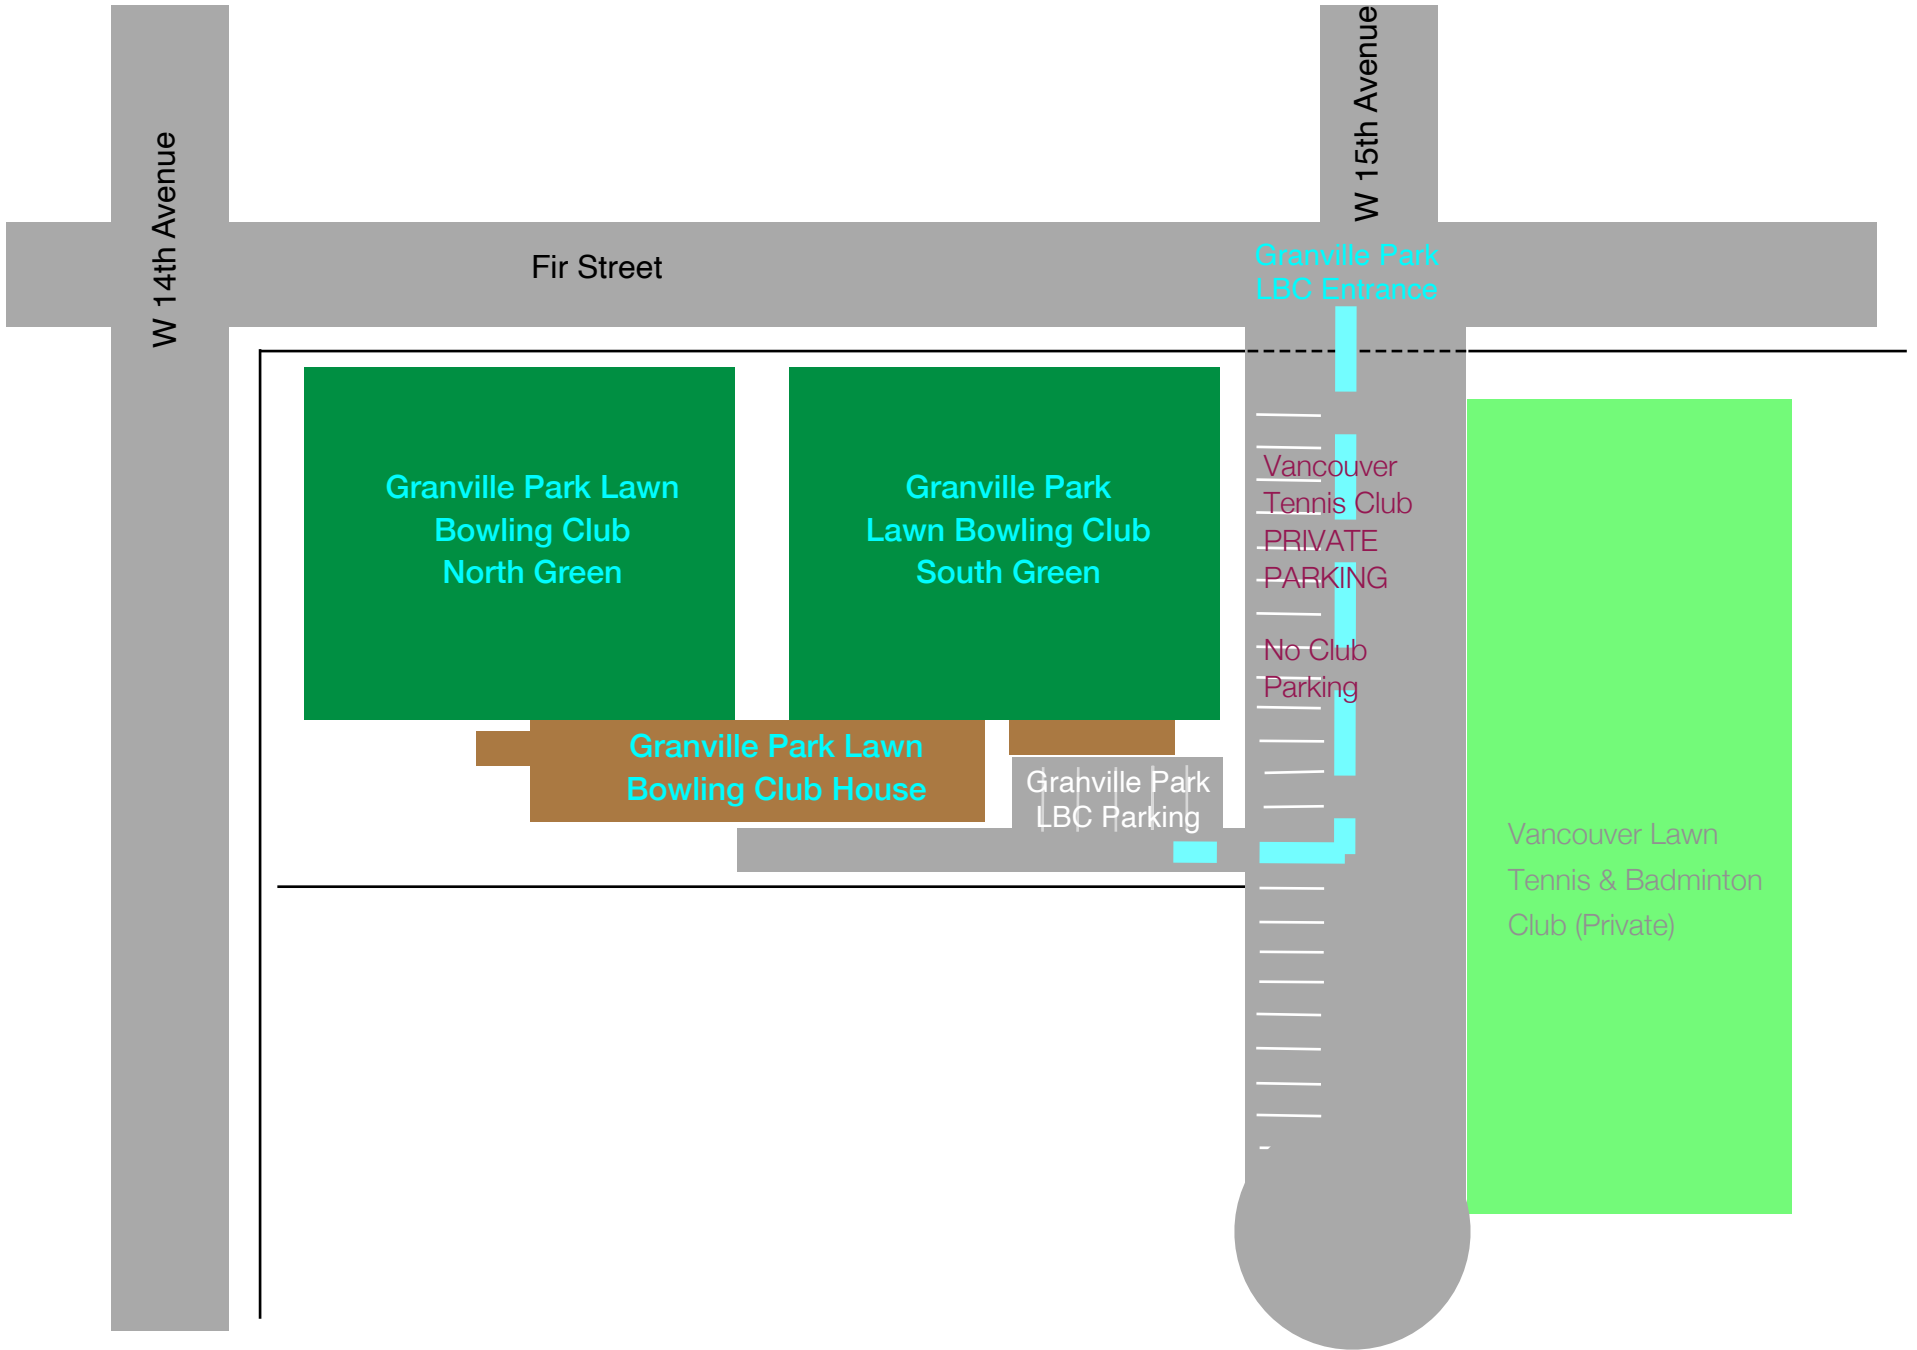 W 14th Avenue
W 15th Avenue
Fir Street
Granville Park
LBC Entrance
Granville Park Lawn
Bowling Club
North Green
Granville Park
Lawn Bowling Club
South Green
Vancouver
Tennis Club
PRIVATE
PARKING
No Club
Parking
Granville Park Lawn
Bowling Club House
Granville Park
LBC Parking
Vancouver Lawn
Tennis & Badminton
Club (Private)